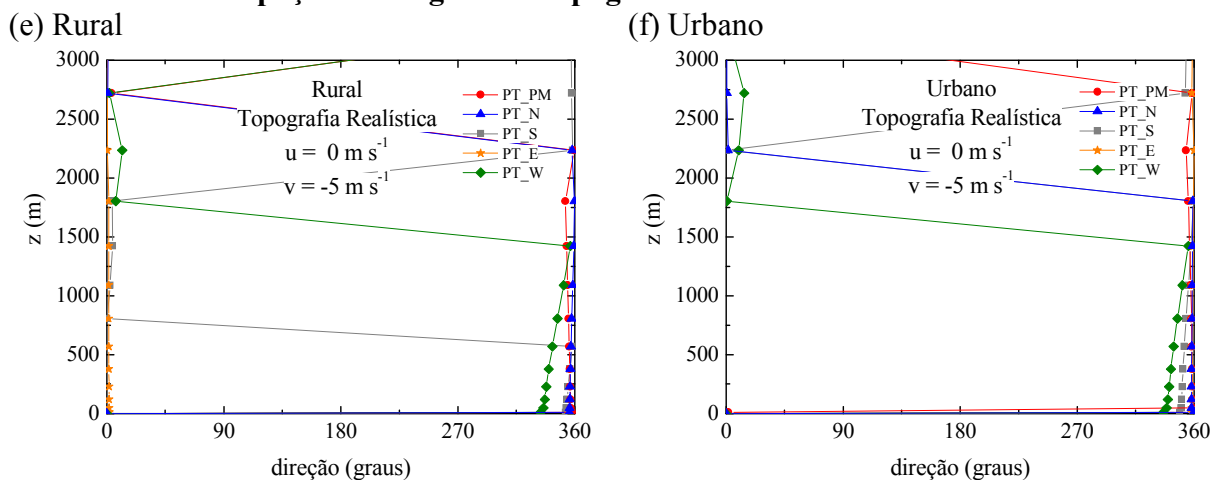 (e) Rural
(f) Urbano
3000
2500
2000
1500
1000
500
0
z (m)
Rural
Topografia Realística
u = 0 m s⁻¹
v = -5 m s⁻¹
PT_PM
PT_N
PT_S
PT_E
PT_W
0 90 180 270 360
direção (graus)
3000
2500
2000
1500
1000
500
0
z (m)
Urbano
Topografia Realística
u = 0 m s⁻¹
v = -5 m s⁻¹
PT_PM
PT_N
PT_S
PT_E
PT_W
0 90 180 270 360
direção (graus)